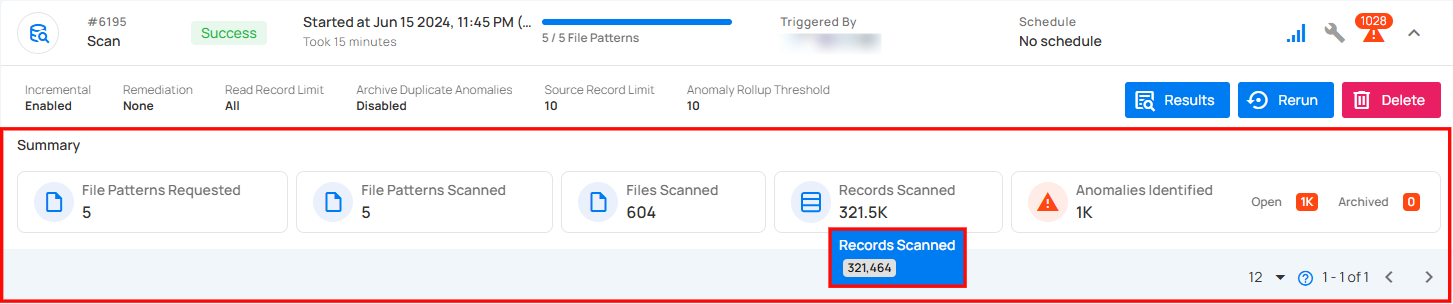 #6195
Scan
Success
Started at Jun 15 2024, 11:45 PM (...
Took 15 minutes
5 / 5 File Patterns
Triggered By
Schedule
No schedule
1028
Incremental
Enabled
Remediation
None
Read Record Limit
All
Archive Duplicate Anomalies
Disabled
Source Record Limit
10
Anomaly Rollup Threshold
10
Results
Rerun
Delete
Summary
File Patterns Requested
5
File Patterns Scanned
5
Files Scanned
604
Records Scanned
321.5K
Anomalies Identified
1K
Open 1K Archived 0
Records Scanned
321,464
12 1 - 1 of 1